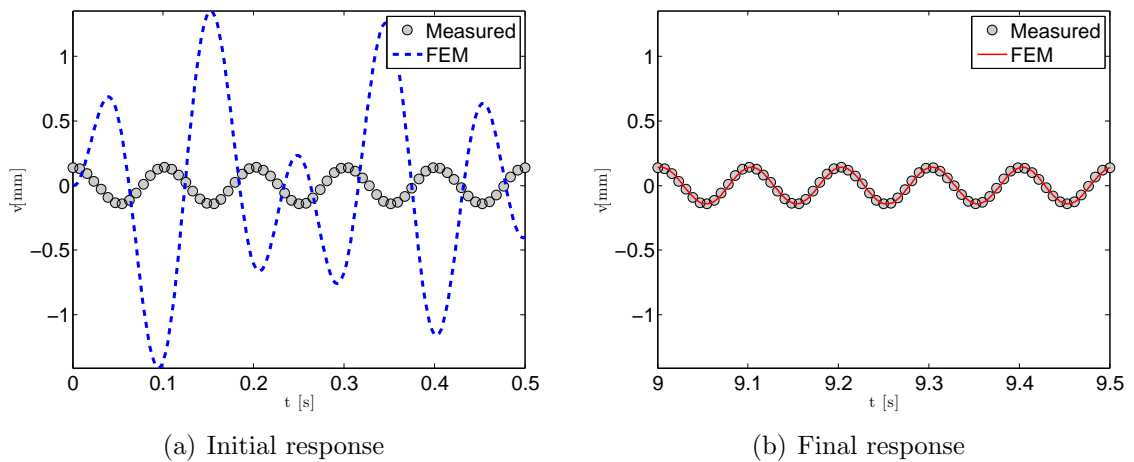 Measured
FEM
1
0.5
0
−0.5
−1
v[mm]
0
0.1
0.2
0.3
0.4
0.5
t [s]
(a) Initial response
Measured
FEM
1
0.5
0
−0.5
−1
v[mm]
9
9.1
9.2
9.3
9.4
9.5
t [s]
(b) Final response